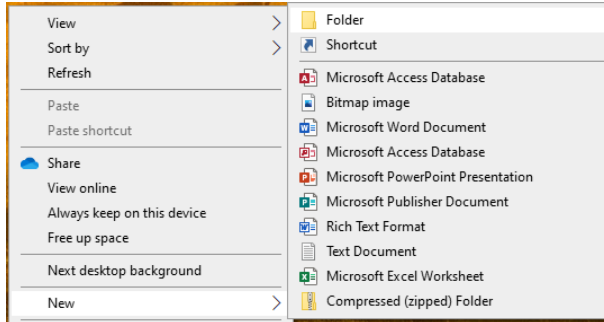 View
Sort by
Refresh
Paste
Paste shortcut
Share
View online
Always keep on this device
Free up space
Next desktop background
New
Folder
Shortcut
Microsoft Access Database
Bitmap image
Microsoft Word Document
Microsoft Access Database
Microsoft PowerPoint Presentation
Microsoft Publisher Document
Rich Text Format
Text Document
Microsoft Excel Worksheet
Compressed (zipped) Folder